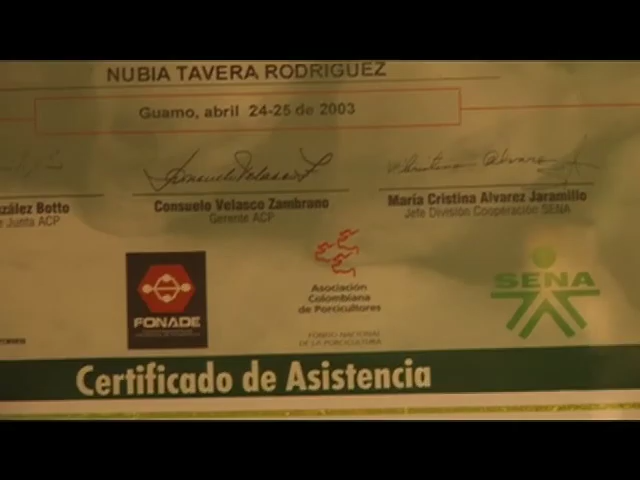 NUBIA TAVERA RODRIGUEZ
Guamo, abril 24-25 de 2003
zález Botto
e Junta ACP
Consuelo Velasco Zambrano
Gerente ACP
María Cristina Alvarez Jaramillo
Jefe División Cooperación SENA
FONADE
Asociación
Colombiana
de Porcicultores
FONDO NACIONAL
DE LA PORCICULTURA
SENA
Certificado de Asistencia